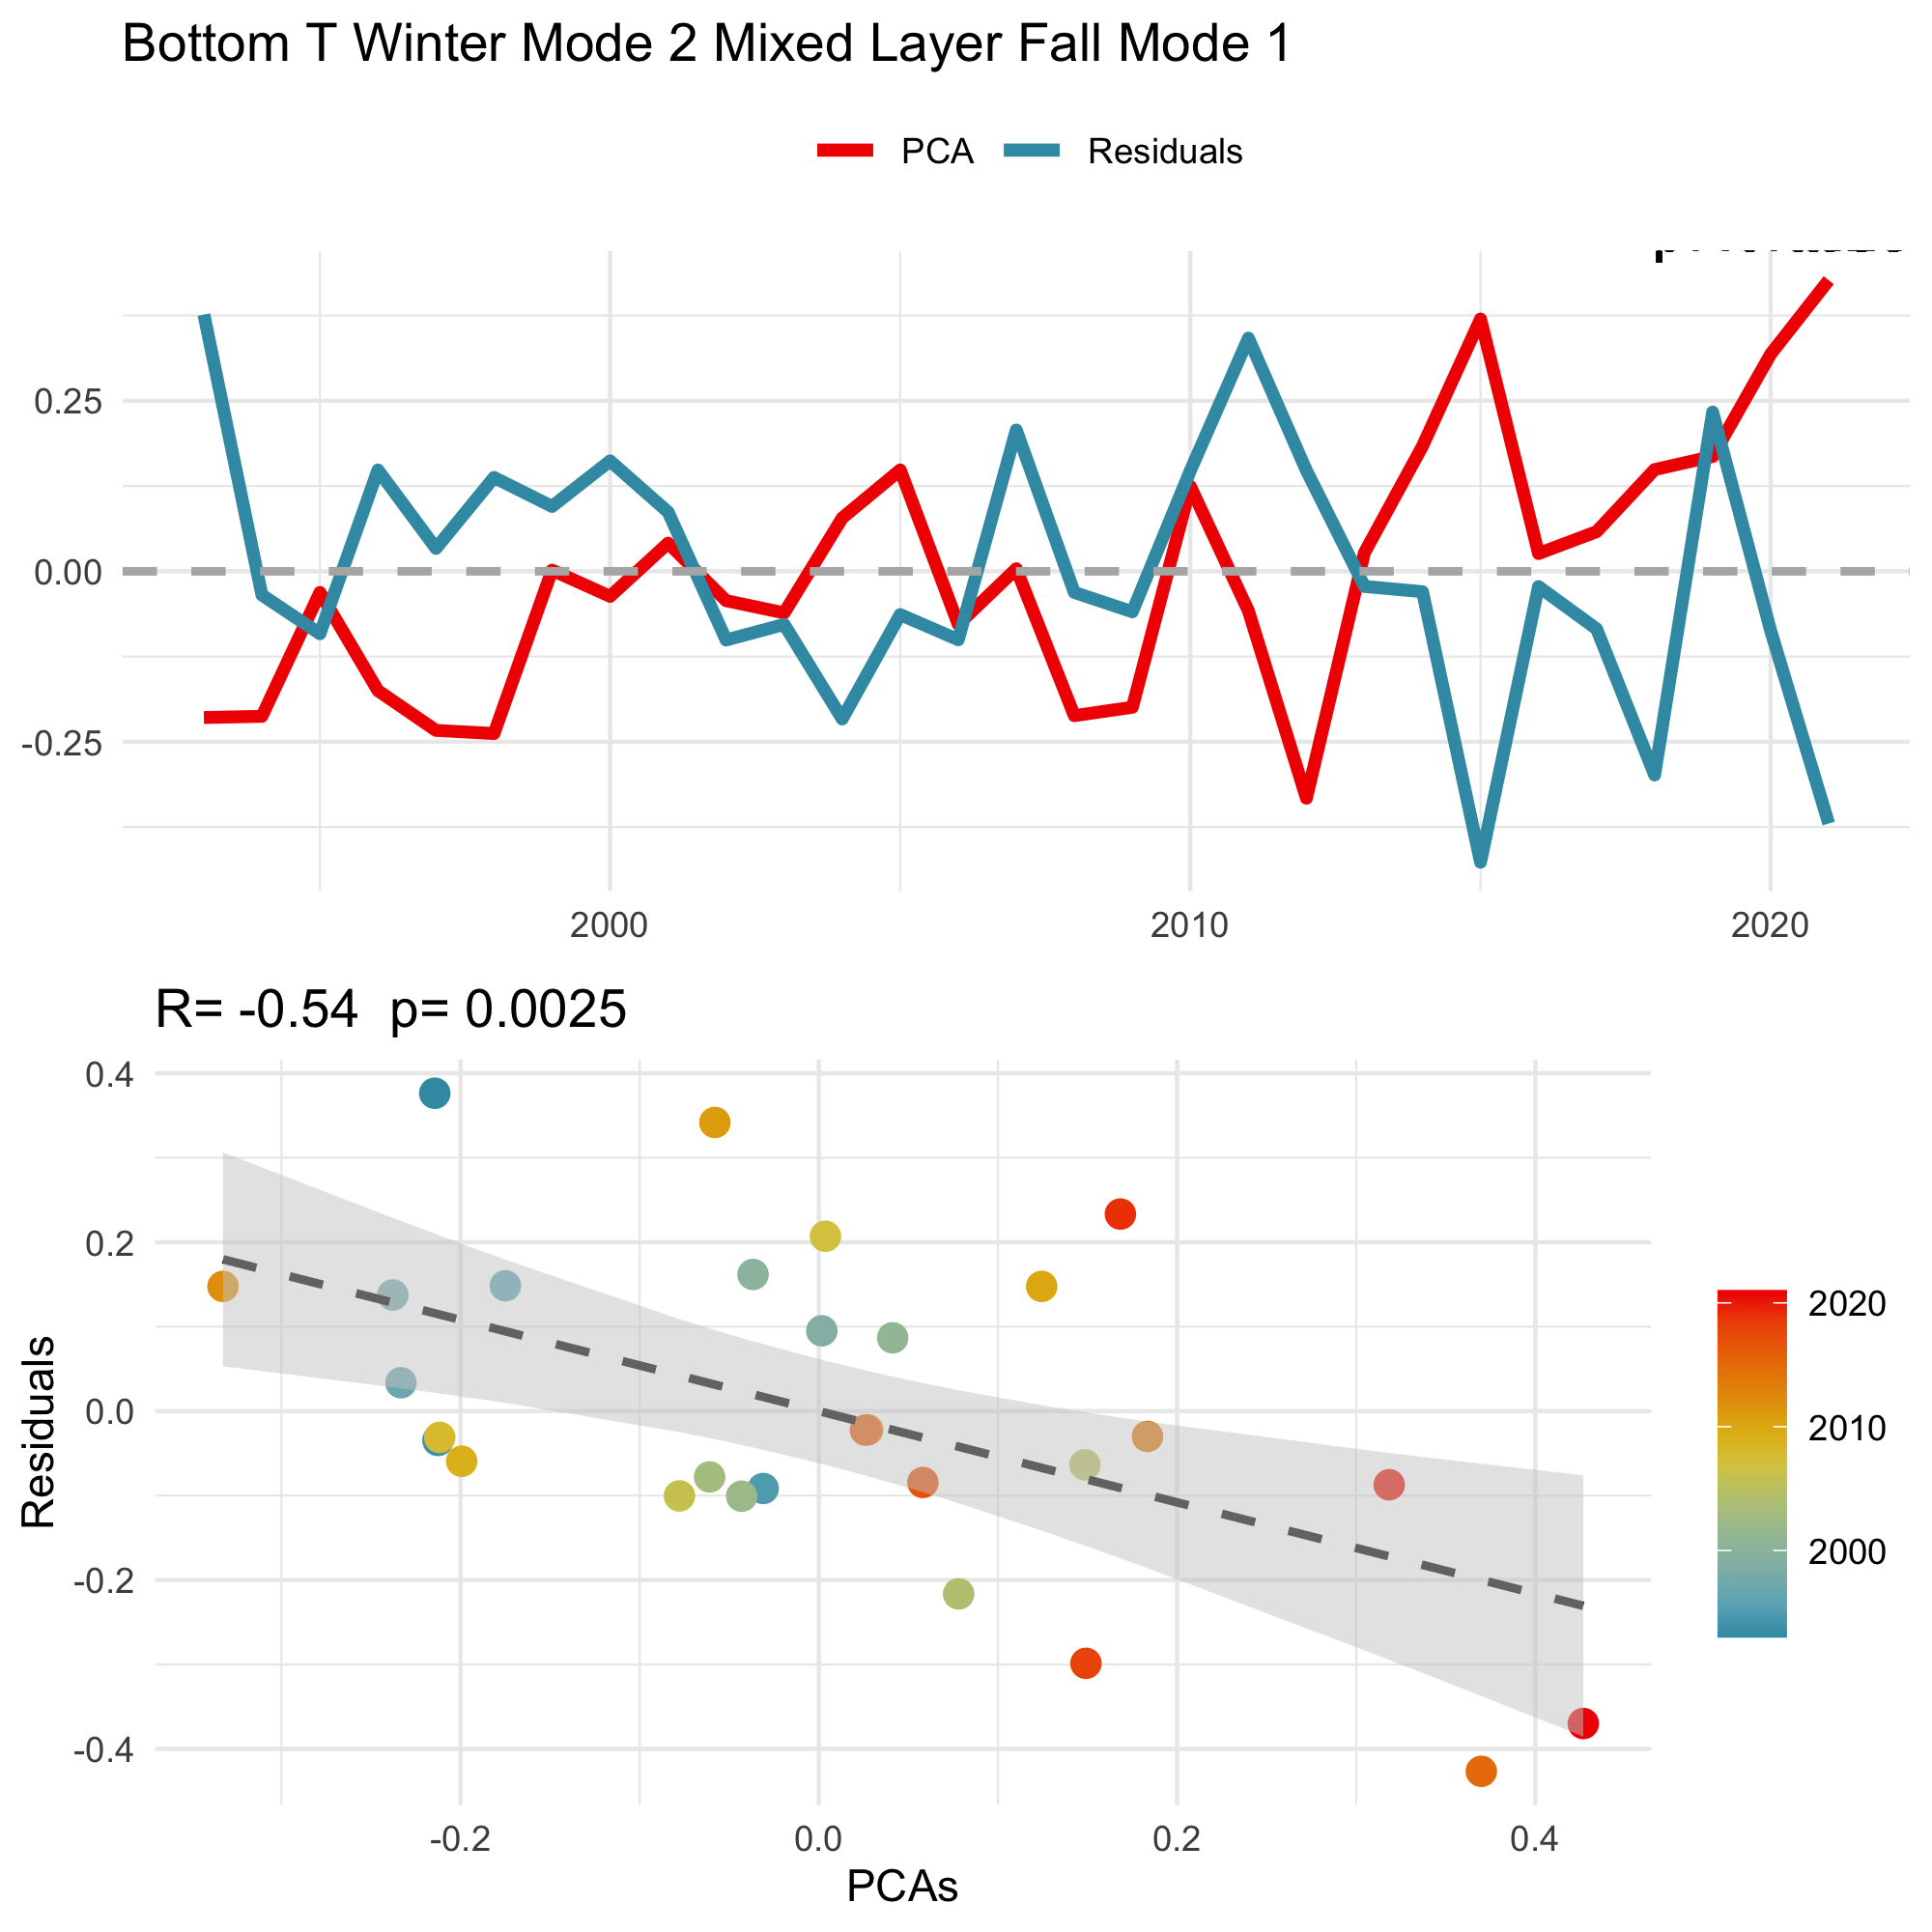 Bottom T Winter Mode 2 Mixed Layer Fall Mode 1
PCA Residuals
0.25
0.00
-0.25
2000 2010 2020
R= -0.54 p= 0.0025
Residuals
0.4
0.2
0.0
-0.2
-0.4
-0.2 0.0 0.2 0.4
PCAs
2020
2010
2000